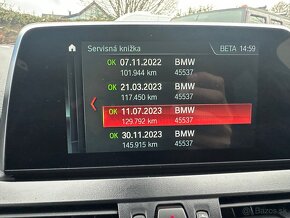 Servisná knižka
BETA 14:59
OK 07.11.2022 BMW
101.944 km 45537
OK 21.03.2023 BMW
117.450 km 45537
OK 11.07.2023 BMW
129.792 km 45537
OK 30.11.2023 BMW
145.915 km 45537